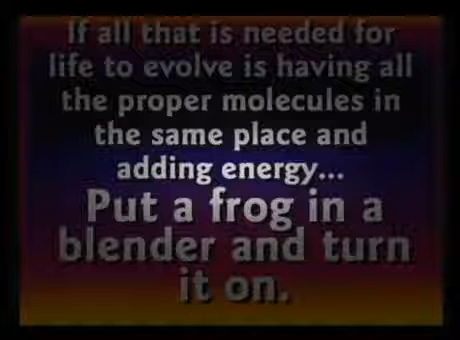 If all that is needed for
life to evolve is having all
the proper molecules in
the same place and
adding energy...
Put a frog in a
blender and turn
it on.